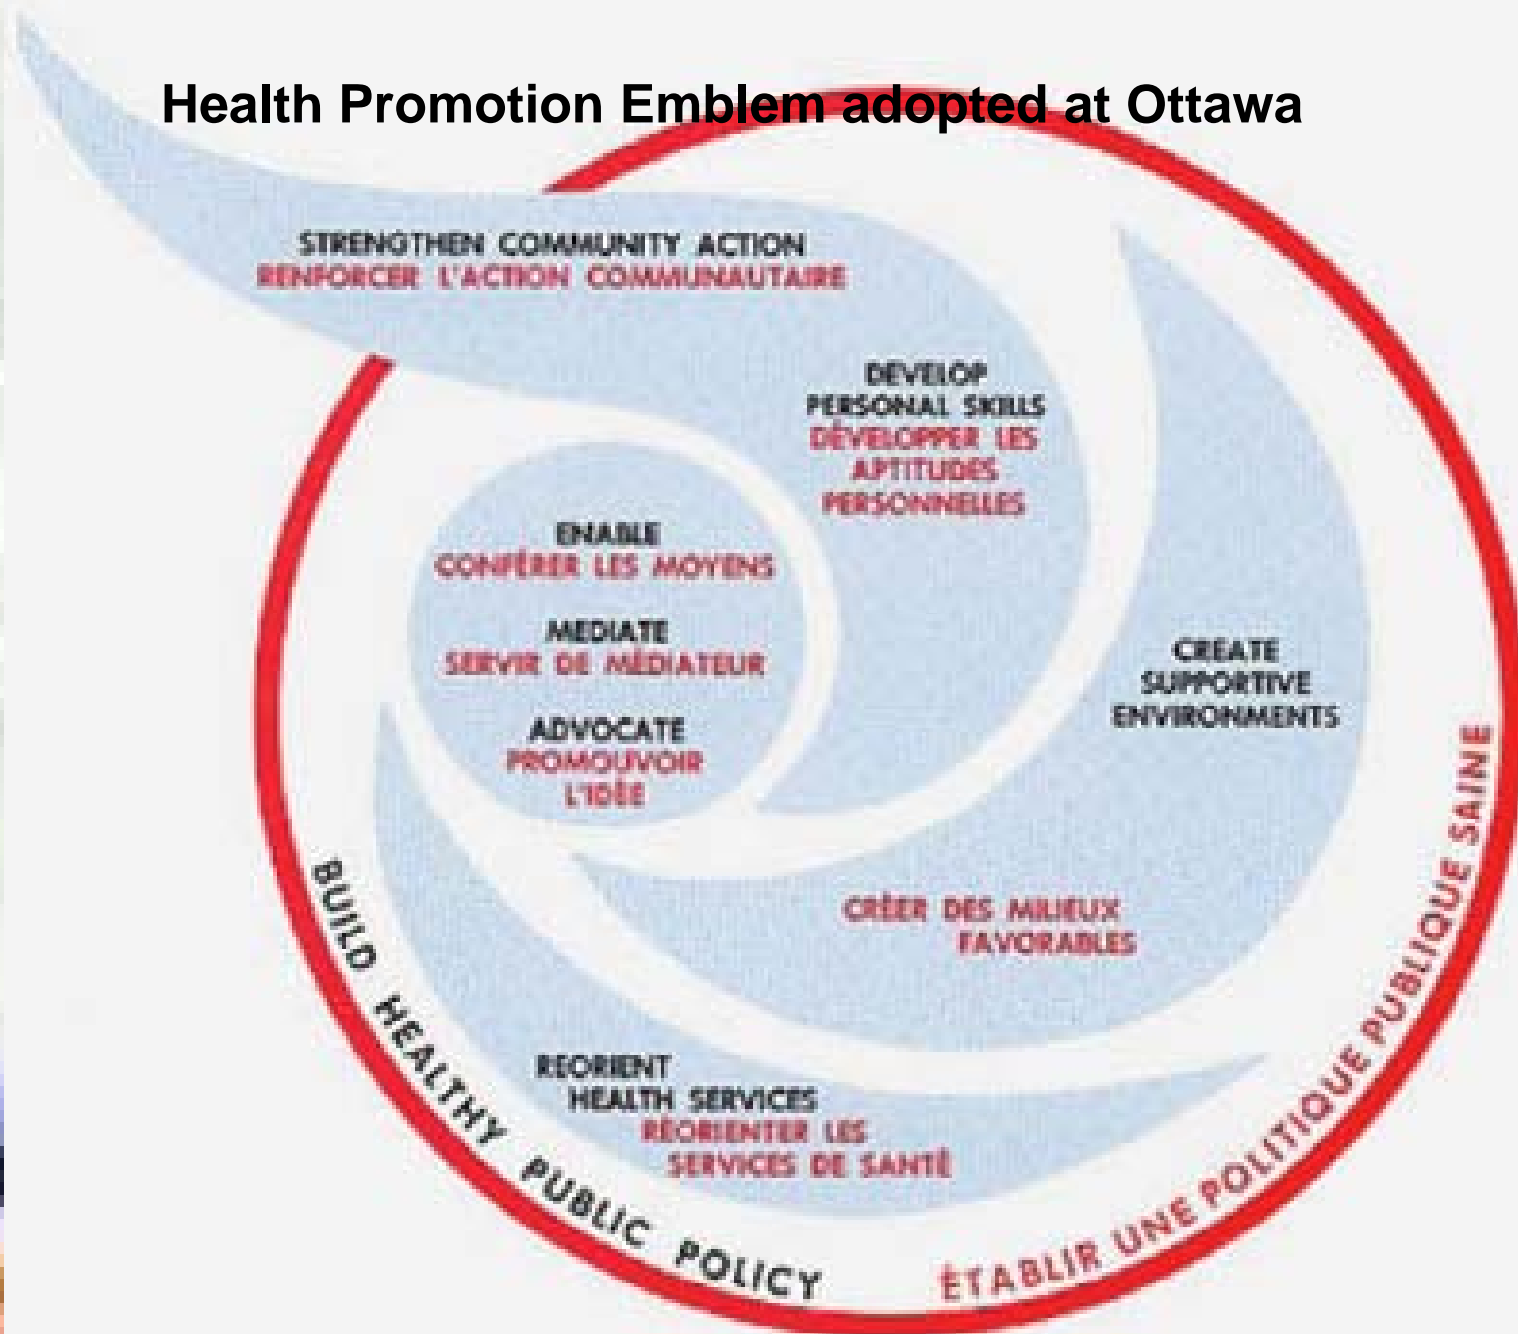 Health Promotion Emblem adopted at Ottawa
STRENGTHEN COMMUNITY ACTION
RENFORCER L'ACTION COMMUNAUTAIRE
DEVELOP
PERSONAL SKILLS
DÉVELOPPER LES
APTITUDES
PERSONNELLES
ENABLE
CONFÉRER LES MOYENS
MEDIATE
SERVIR DE MÉDIATEUR
ADVOCATE
PROMOUVOIR
L'IDÉE
CREATE
SUPPORTIVE
ENVIRONMENTS
CRÉER DES MILIEUX
FAVORABLES
REORIENT
HEALTH SERVICES
RÉORIENTER LES
SERVICES DE SANTÉ
BUILD HEALTHY PUBLIC POLICY
ÉTABLIR UNE POLITIQUE PUBLIQUE SAINE